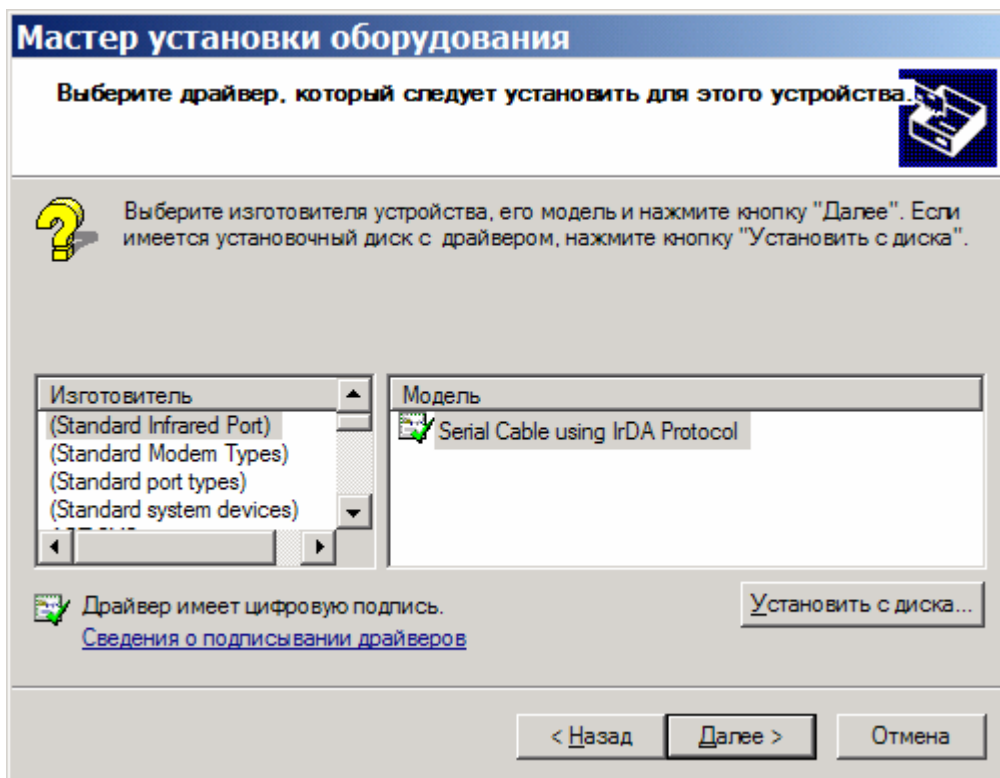 Мастер установки оборудования
Выберите драйвер, который следует установить для этого устройства.
Выберите изготовителя устройства, его модель и нажмите кнопку "Далее". Если
имеется установочный диск с драйвером, нажмите кнопку "Установить с диска".
Изготовитель
(Standard Infrared Port)
(Standard Modem Types)
(Standard port types)
(Standard system devices)
Модель
Serial Cable using IrDA Protocol
Драйвер имеет цифровую подпись.
Сведения о подписывании драйверов
Установить с диска...
< Назад
Далее >
Отмена